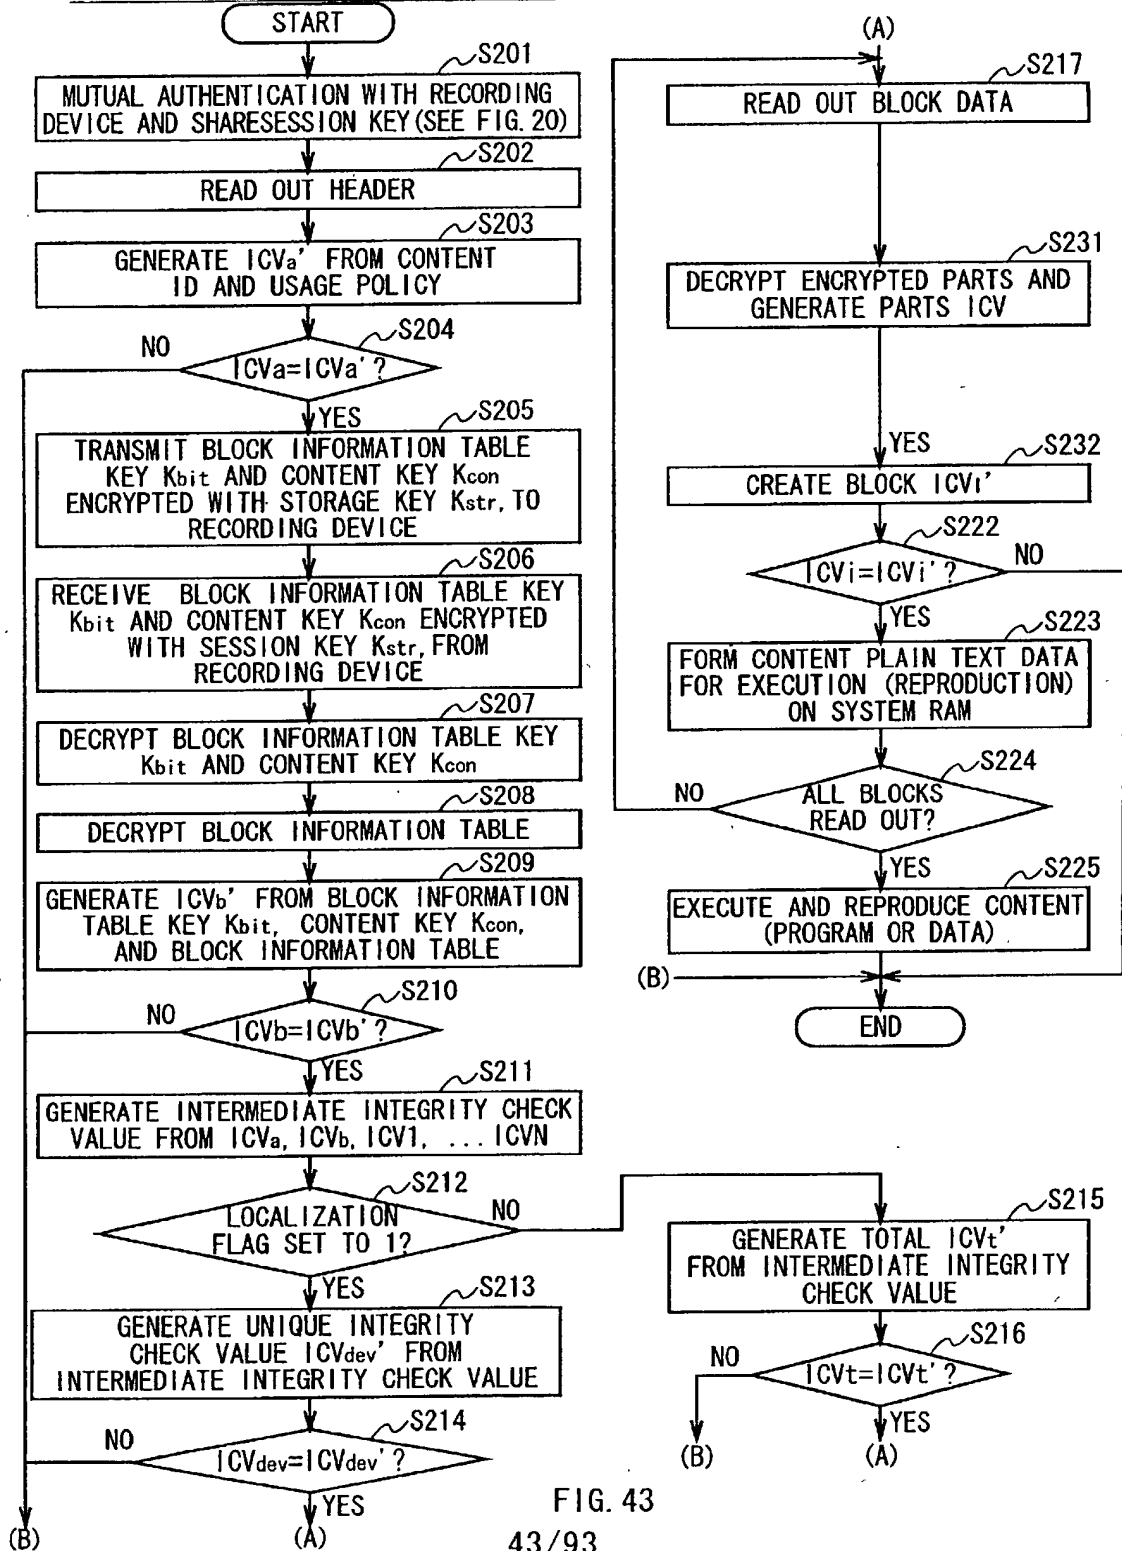 START
S201
MUTUAL AUTHENTICATION WITH RECORDING
DEVICE AND SHARESESSION KEY(SEE FIG. 20)
S202
READ OUT HEADER
S203
GENERATE ICVa' FROM CONTENT
ID AND USAGE POLICY
S204
NO
ICVa=ICVa'?
YES
S205
TRANSMIT BLOCK INFORMATION TABLE
KEY Kbit AND CONTENT KEY Kcon
ENCRYPTED WITH STORAGE KEY Kstr, TO
RECORDING DEVICE
S206
RECEIVE BLOCK INFORMATION TABLE KEY
Kbit AND CONTENT KEY Kcon ENCRYPTED
WITH SESSION KEY Kstr, FROM
RECORDING DEVICE
S207
DECRYPT BLOCK INFORMATION TABLE KEY
Kbit AND CONTENT KEY Kcon
S208
DECRYPT BLOCK INFORMATION TABLE
S209
GENERATE ICVb' FROM BLOCK INFORMATION
TABLE KEY Kbit, CONTENT KEY Kcon,
AND BLOCK INFORMATION TABLE
S210
NO
ICVb=ICVb'?
YES
S211
GENERATE INTERMEDIATE INTEGRITY CHECK
VALUE FROM ICVa, ICVb, ICV1, ... ICVN
S212
LOCALIZATION
FLAG SET TO 1?
NO
YES
S213
GENERATE UNIQUE INTEGRITY
CHECK VALUE ICVdev' FROM
INTERMEDIATE INTEGRITY CHECK VALUE
S214
NO
ICVdev=ICVdev'?
YES
(B)
(A)
(A)
S217
READ OUT BLOCK DATA
S231
DECRYPT ENCRYPTED PARTS AND
GENERATE PARTS ICV
YES
S232
CREATE BLOCK ICVi'
S222
ICVi=ICVi'?
NO
YES
S223
FORM CONTENT PLAIN TEXT DATA
FOR EXECUTION (REPRODUCTION)
ON SYSTEM RAM
S224
NO
ALL BLOCKS
READ OUT?
YES
S225
EXECUTE AND REPRODUCE CONTENT
(PROGRAM OR DATA)
(B)
END
S215
GENERATE TOTAL ICVt'
FROM INTERMEDIATE INTEGRITY
CHECK VALUE
S216
NO
ICVt=ICVt'?
YES
(B)
(A)
FIG. 43
43/93